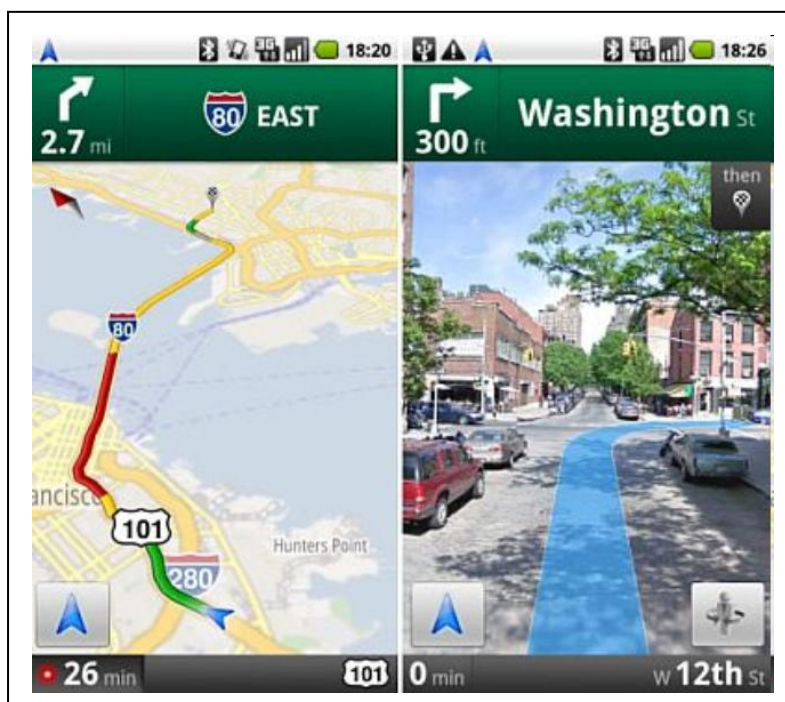 18:20
2.7 mi
80 EAST
80
ancisco
101
280
Hunters Point
26 min
101
18:26
300 ft
Washington St
then
0 min
W 12th St